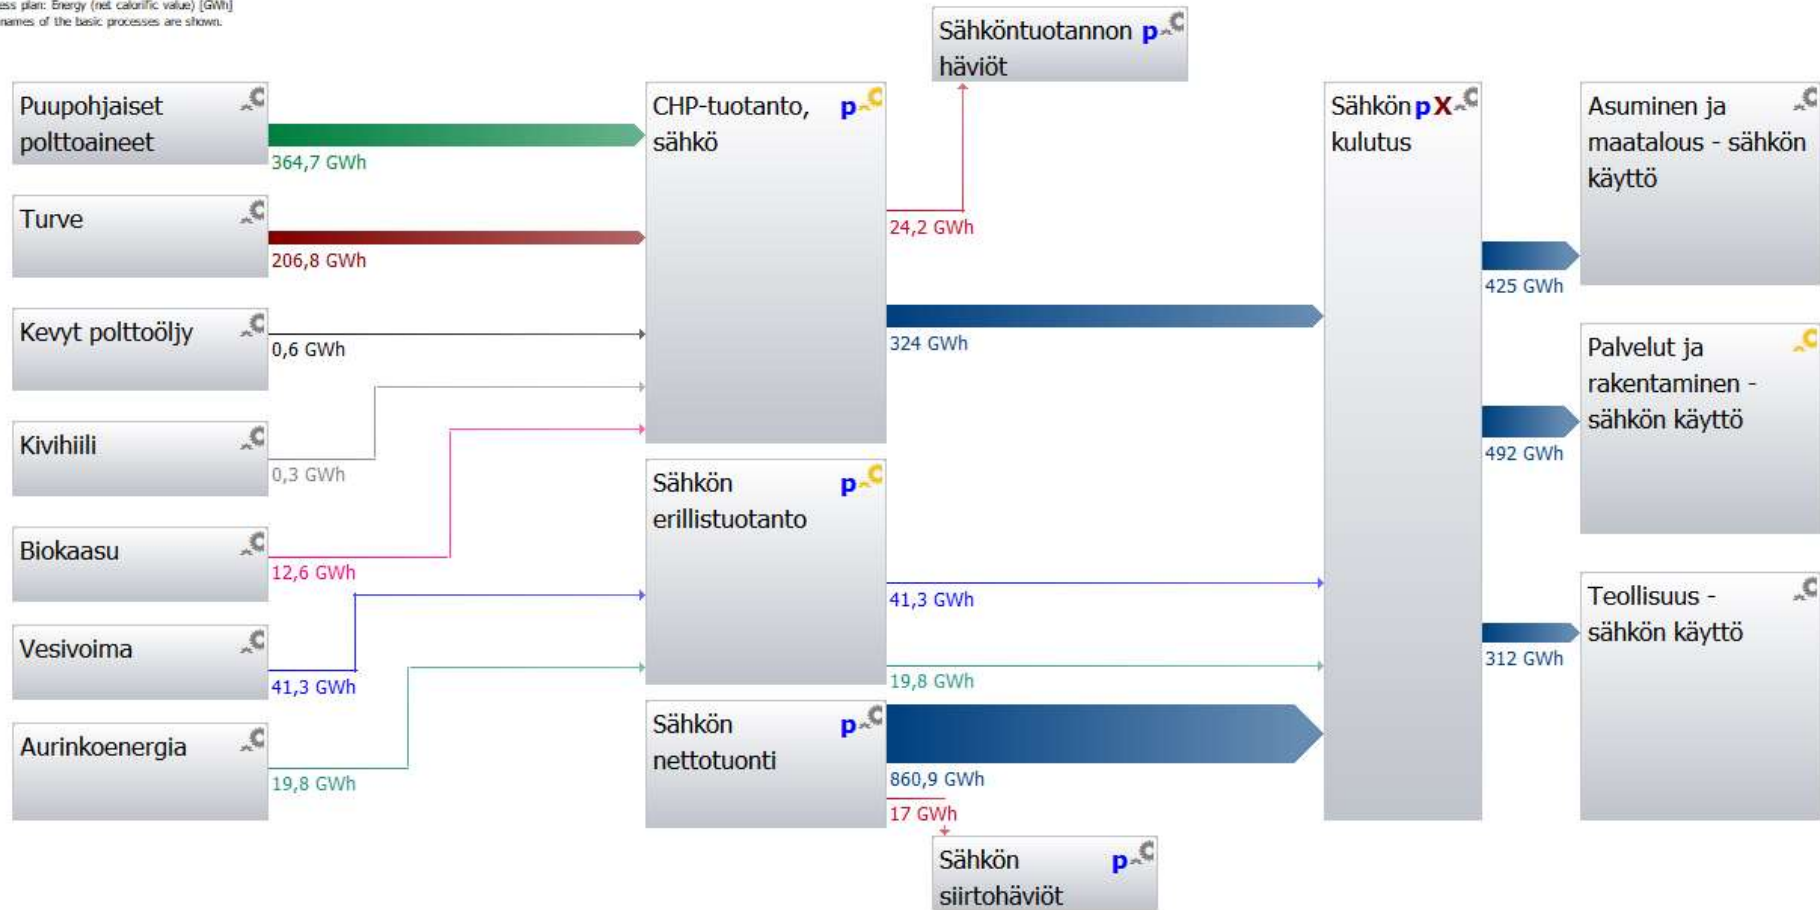 ess plan: Energy (net calorific value) [GWh]
names of the basic processes are shown.
Sähköntuotannon p
häviöt
Puupohjaiset
polttoaineet
364,7 GWh
Turve
206,8 GWh
Kevyt polttoöljy
0,6 GWh
Kivihiili
0,3 GWh
Biokaasu
12,6 GWh
Vesivoima
41,3 GWh
Aurinkoenergia
19,8 GWh
CHP-tuotanto, p
sähkö
24,2 GWh
324 GWh
Sähkön p
erillistuotanto
41,3 GWh
19,8 GWh
Sähkön p
nettotuonti
860,9 GWh
17 GWh
Sähkön p
siirtohäviöt
Sähkön p X
kulutus
425 GWh
492 GWh
312 GWh
Asuminen ja
maatalous - sähkön
käyttö
Palvelut ja
rakentaminen -
sähkön käyttö
Teollisuus -
sähkön käyttö